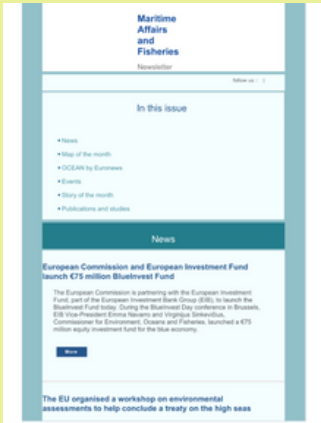 Maritime
Affairs
and
Fisheries
Newsletter
follow us : |
In this issue
• News
• Map of the month
• OCEAN by Euronews
• Events
• Story of the month
• Publications and studies
News
European Commission and European Investment Fund
launch €75 million BlueInvest Fund
The European Commission is partnering with the European Investment
Fund, part of the European Investment Bank Group (EIB), to launch the
BlueInvest Fund today. During the BlueInvest Day conference in Brussels,
EIB Vice-President Emma Navarro and Virginijus Sinkevičius,
Commissioner for Environment, Oceans and Fisheries, launched a €75
million equity investment fund for the blue economy.
More
The EU organised a workshop on environmental
assessments to help conclude a treaty on the high seas